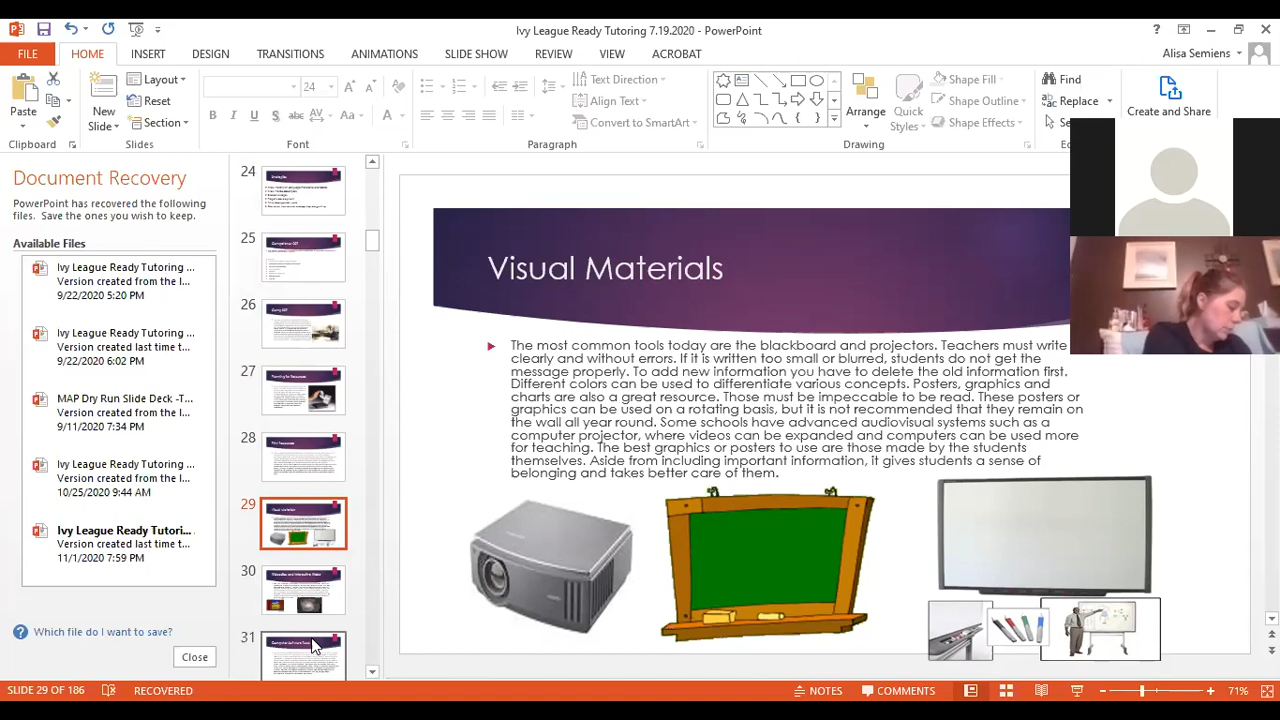 Ivy League Ready Tutoring 7.19.2020 - PowerPoint
FILE HOME INSERT DESIGN TRANSITIONS ANIMATIONS SLIDE SHOW REVIEW VIEW ACROBAT
Alisa Semiens
Paste
New Slide
Layout
Reset
Section
24
Text Direction
Align Text
Convert to SmartArt
Arrange
Quick Styles
Shape Fill
Shape Outline
Shape Effects
Find
Replace
Create and Share
Clipboard Slides Font Paragraph Drawing
Document Recovery
PowerPoint has recovered the following
files. Save the ones you wish to keep.
Available Files
Ivy League Ready Tutoring ...
Version created from the l...
9/22/2020 5:20 PM
Ivy League Ready Tutoring ...
Version created last time t...
9/22/2020 6:02 PM
MAP Dry Run Slide Deck -T...
Version created from the l...
9/11/2020 7:34 PM
Ivy League Ready Tutoring ...
Version created last time t...
10/25/2020 9:44 AM
Ivy League Ready Tutori...
Version created last time t...
11/1/2020 7:59 PM
Which file do I want to save?
Close
24
Strategies
25
26
27
28
29
Visual Materials
30
31
Visual Materials
The most common tools today are the blackboard and projectors. Teachers must write
clearly and without errors. If it is written too small or blurred, students do not get the
message properly. To add new information you have to delete the old information first.
Different colors can be used to differentiate various concepts. Posters, graphics and
charts are also a great resource. Those must be impeccable to be read. These posters or
graphics can be used on a rotating basis, but it is not recommended that they remain on
the wall all year round. Some schools have advanced audiovisual systems such as a
computer projector, where videos can be expanded and computers can be used more
for teaching. The best graphics or posters to use are those made by the students
themselves. Aside from including important information, it gives students a sense of
belonging and takes better care of them.
SLIDE 29 OF 186 RECOVERED NOTES COMMENTS 71%